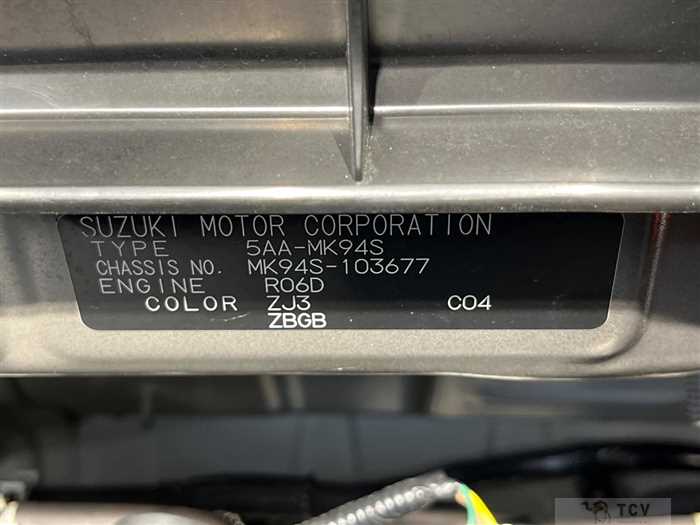 SUZUKI MOTOR CORPORATION
TYPE 5AA-MK94S
CHASSIS NO. MK94S-103677
ENGINE R06D
COLOR ZJ3 C04
ZBGB
TCV